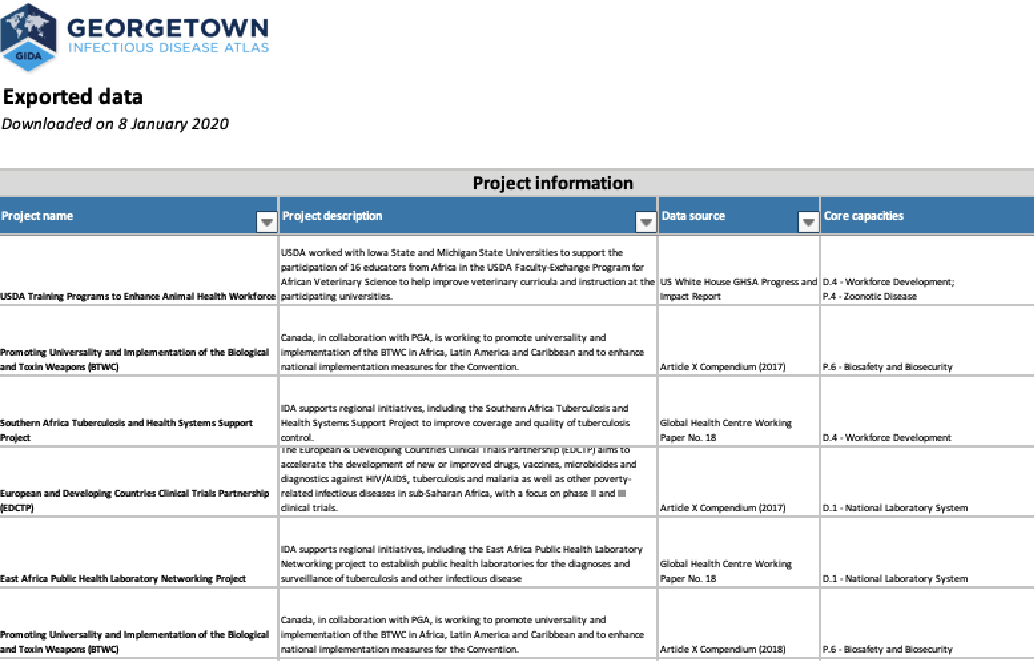 GEORGETOWN
INFECTIOUS DISEASE ATLAS
GIDA
Exported data
Downloaded on 8 January 2020
Project information
Project name
Project description
Data source
Core capacities
USDA Training Programs to Enhance Animal Health Workforce
USDA worked with Iowa State and Michigan State Universities to support the
participation of 16 educators from Africa in the USDA Faculty-Exchange Program for
African Veterinary Science to help improve veterinary curricula and instruction at the
participating universities.
US White House GHSA Progress and
Impact Report
D.4 - Workforce Development;
P.4 - Zoonotic Disease
Promoting Universality and Implementation of the Biological
and Toxin Weapons (BTWC)
Canada, in collaboration with PGA, is working to promote universality and
implementation of the BTWC in Africa, Latin America and Caribbean and to enhance
national implementation measures for the Convention.
Article X Compendium (2017)
P.6 - Biosafety and Biosecurity
Southern Africa Tuberculosis and Health Systems Support
Project
IDA supports regional initiatives, including the Southern Africa Tuberculosis and
Health Systems Support Project to improve coverage and quality of tuberculosis
control.
Global Health Centre Working
Paper No. 18
D.4 - Workforce Development
European and Developing Countries Clinical Trials Partnership
(EDCTP)
The European & Developing Countries Clinical Trials Partnership (EDCTP) aims to
accelerate the development of new or improved drugs, vaccines, microbicides and
diagnostics against HIV/AIDS, tuberculosis and malaria as well as other poverty-
related infectious diseases in sub-Saharan Africa, with a focus on phase II and III
clinical trials.
Article X Compendium (2017)
D.1 - National Laboratory System
East Africa Public Health Laboratory Networking Project
IDA supports regional initiatives, including the East Africa Public Health Laboratory
Networking project to establish public health laboratories for the diagnoses and
surveillance of tuberculosis and other infectious disease
Global Health Centre Working
Paper No. 18
D.1 - National Laboratory System
Promoting Universality and Implementation of the Biological
and Toxin Weapons (BTWC)
Canada, in collaboration with PGA, is working to promote universality and
implementation of the BTWC in Africa, Latin America and Caribbean and to enhance
national implementation measures for the Convention.
Article X Compendium (2018)
P.6 - Biosafety and Biosecurity